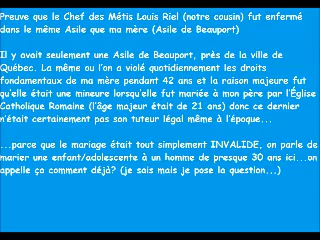 Preuve que le Chef des Métis Louis Riel (notre cousin) fut enfermé
dans le même Asile que ma mère (Asile de Beauport)
Il y avait seulement une Asile de Beauport, près de la ville de
Québec. La même ou l'on a violé quotidiennement les droits
fondamentaux de ma mère pendant 42 ans et la raison majeure fut
qu'elle était une mineure lorsqu'elle fut mariée à mon père par l'Église
Catholique Romaine (l'âge majeur était de 21 ans) donc ce dernier
n'était certainement pas son tuteur légal même à l'époque...
...parce que le mariage était tout simplement INVALIDE, on parle de
marier une enfant/adolescente à un homme de presque 30 ans ici...on
appelle ça comment déjà? (je sais mais je pose la question...)